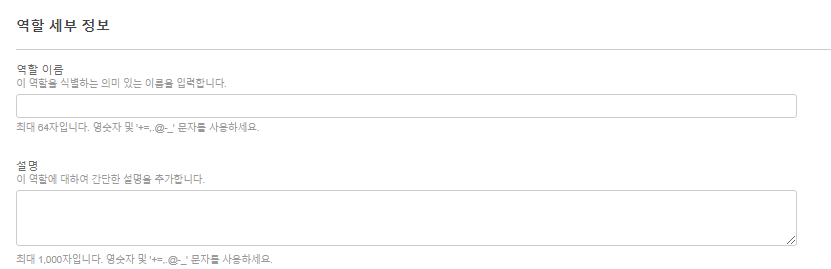 역할 세부 정보
역할 이름
이 역할을 식별하는 의미 있는 이름을 입력합니다.
최대 64자입니다. 영숫자 및 '+=,.@-_' 문자를 사용하세요.
설명
이 역할에 대하여 간단한 설명을 추가합니다.
최대 1,000자입니다. 영숫자 및 '+=,.@-_' 문자를 사용하세요.